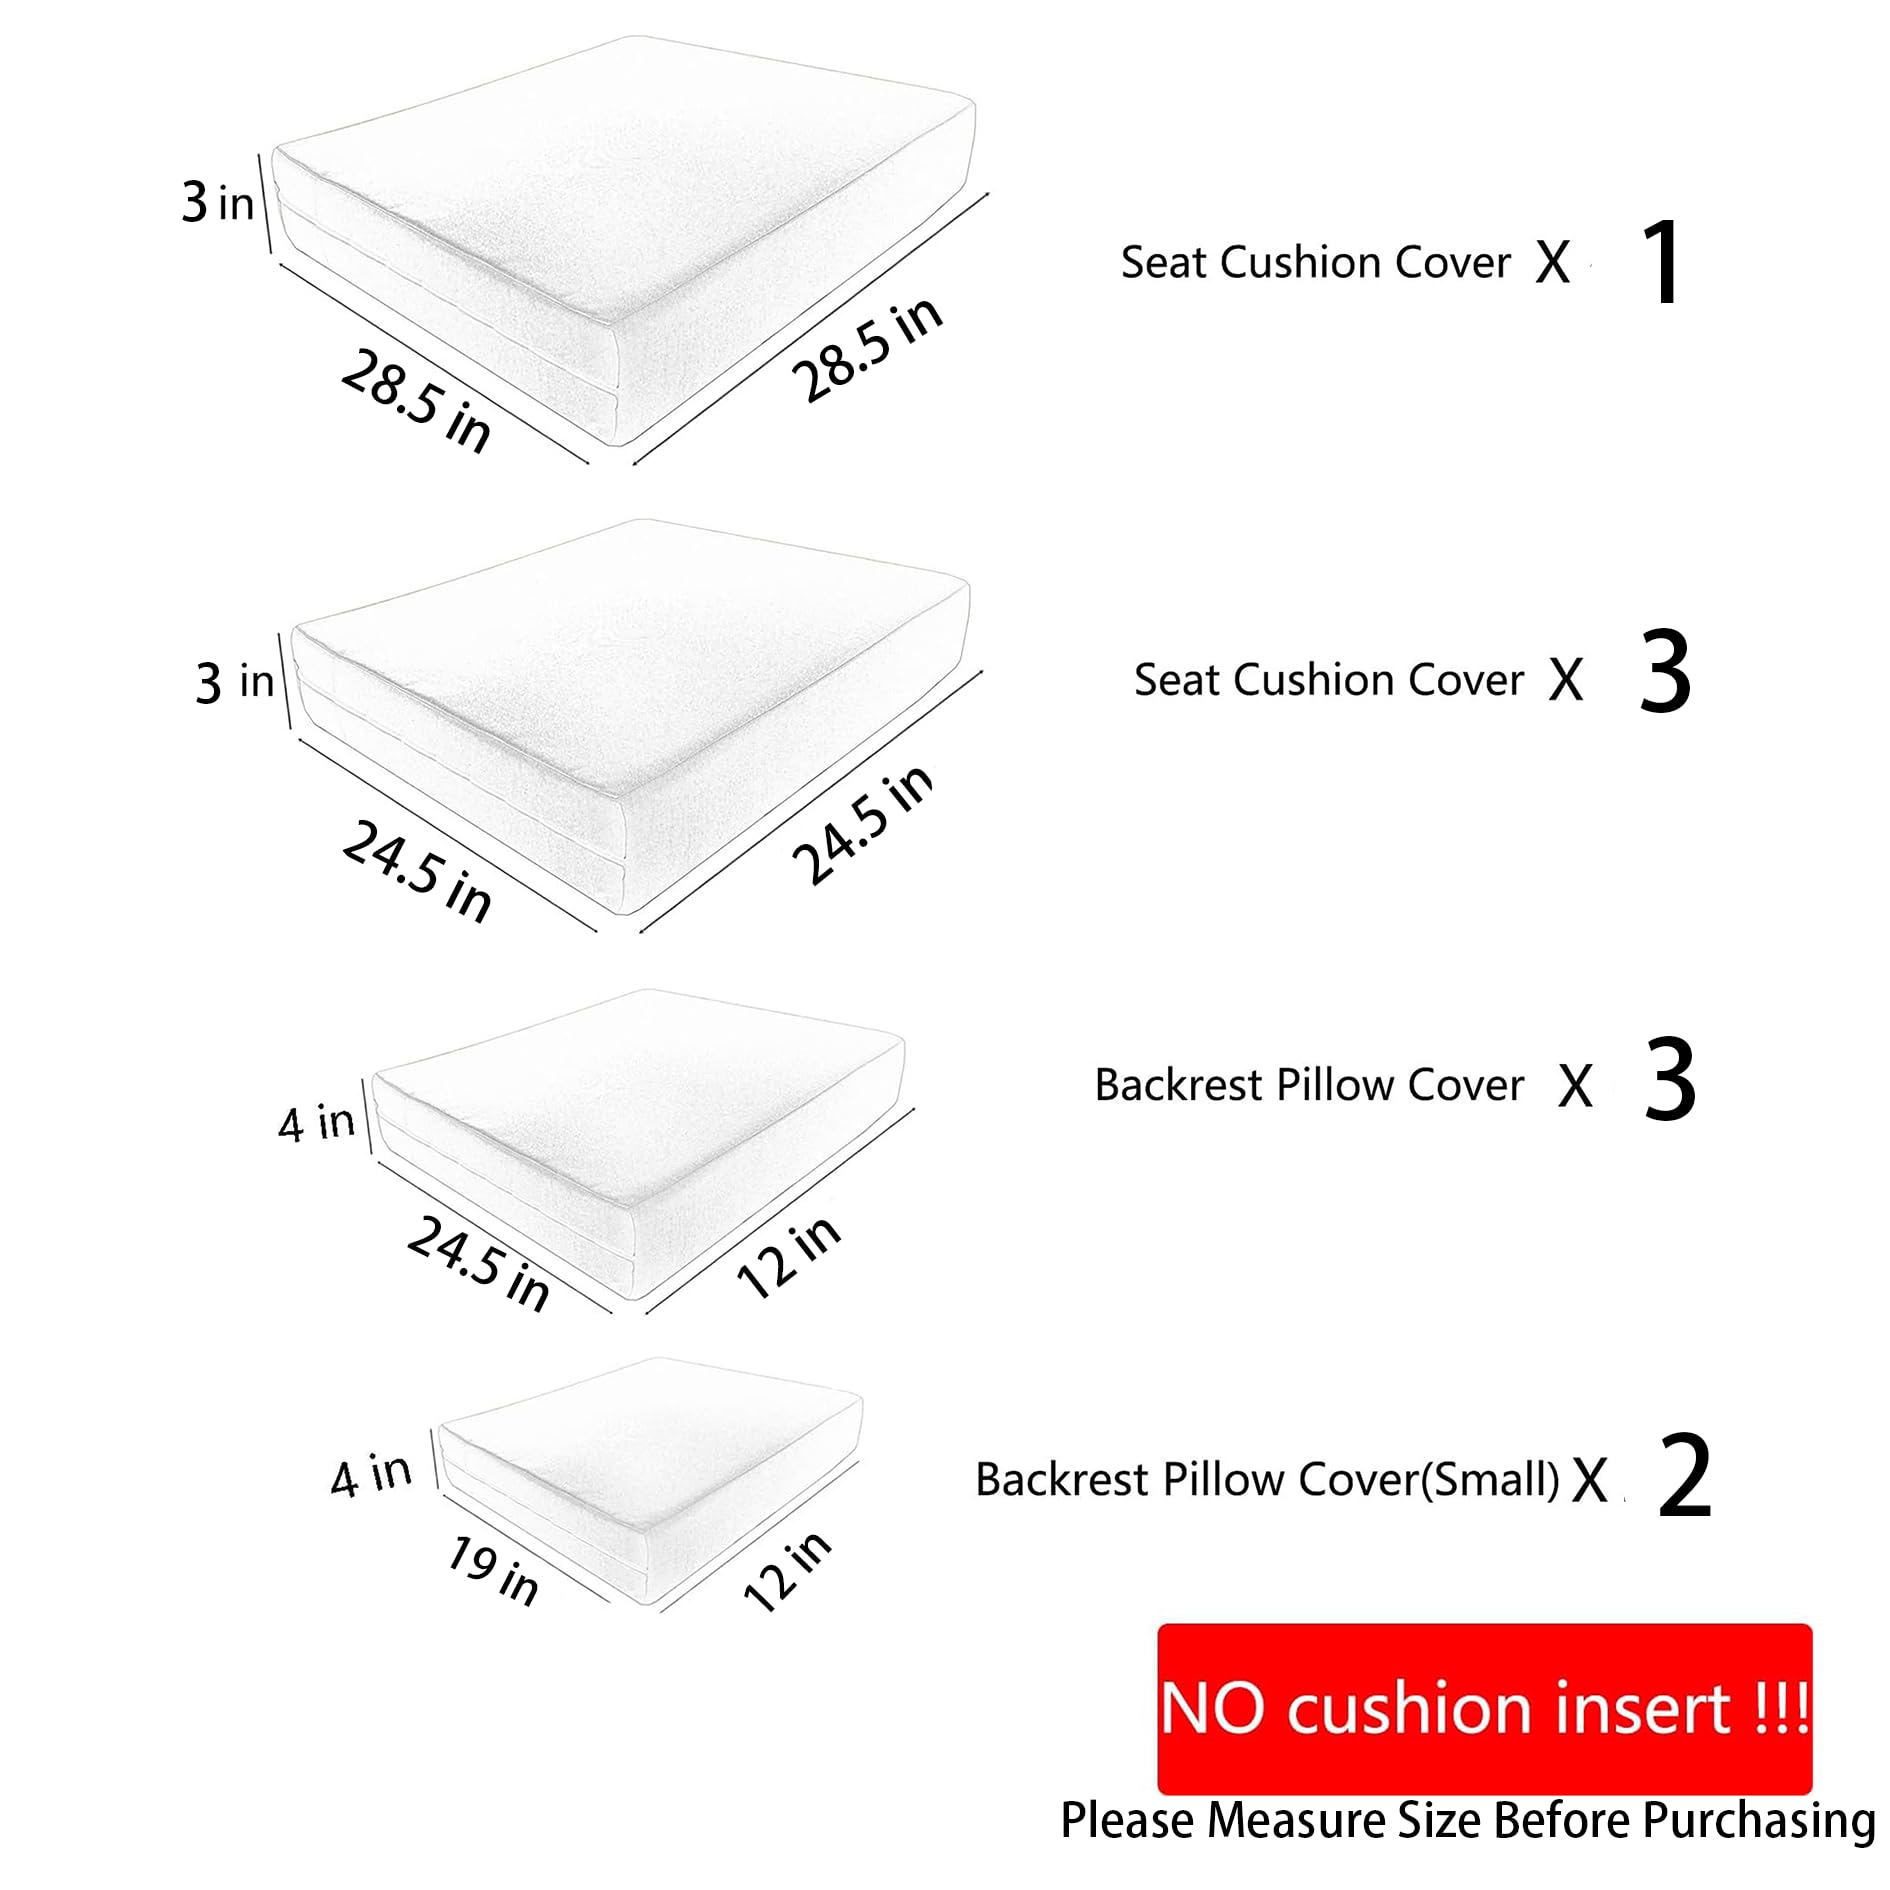 3 in
28.5 in
28.5 in
Seat Cushion Cover X 1
3 in
24.5 in
24.5 in
Seat Cushion Cover X 3
4 in
24.5 in
12 in
Backrest Pillow Cover X 3
4 in
19 in
12 in
Backrest Pillow Cover(Small) X 2
NO cushion insert !!!
Please Measure Size Before Purchasing